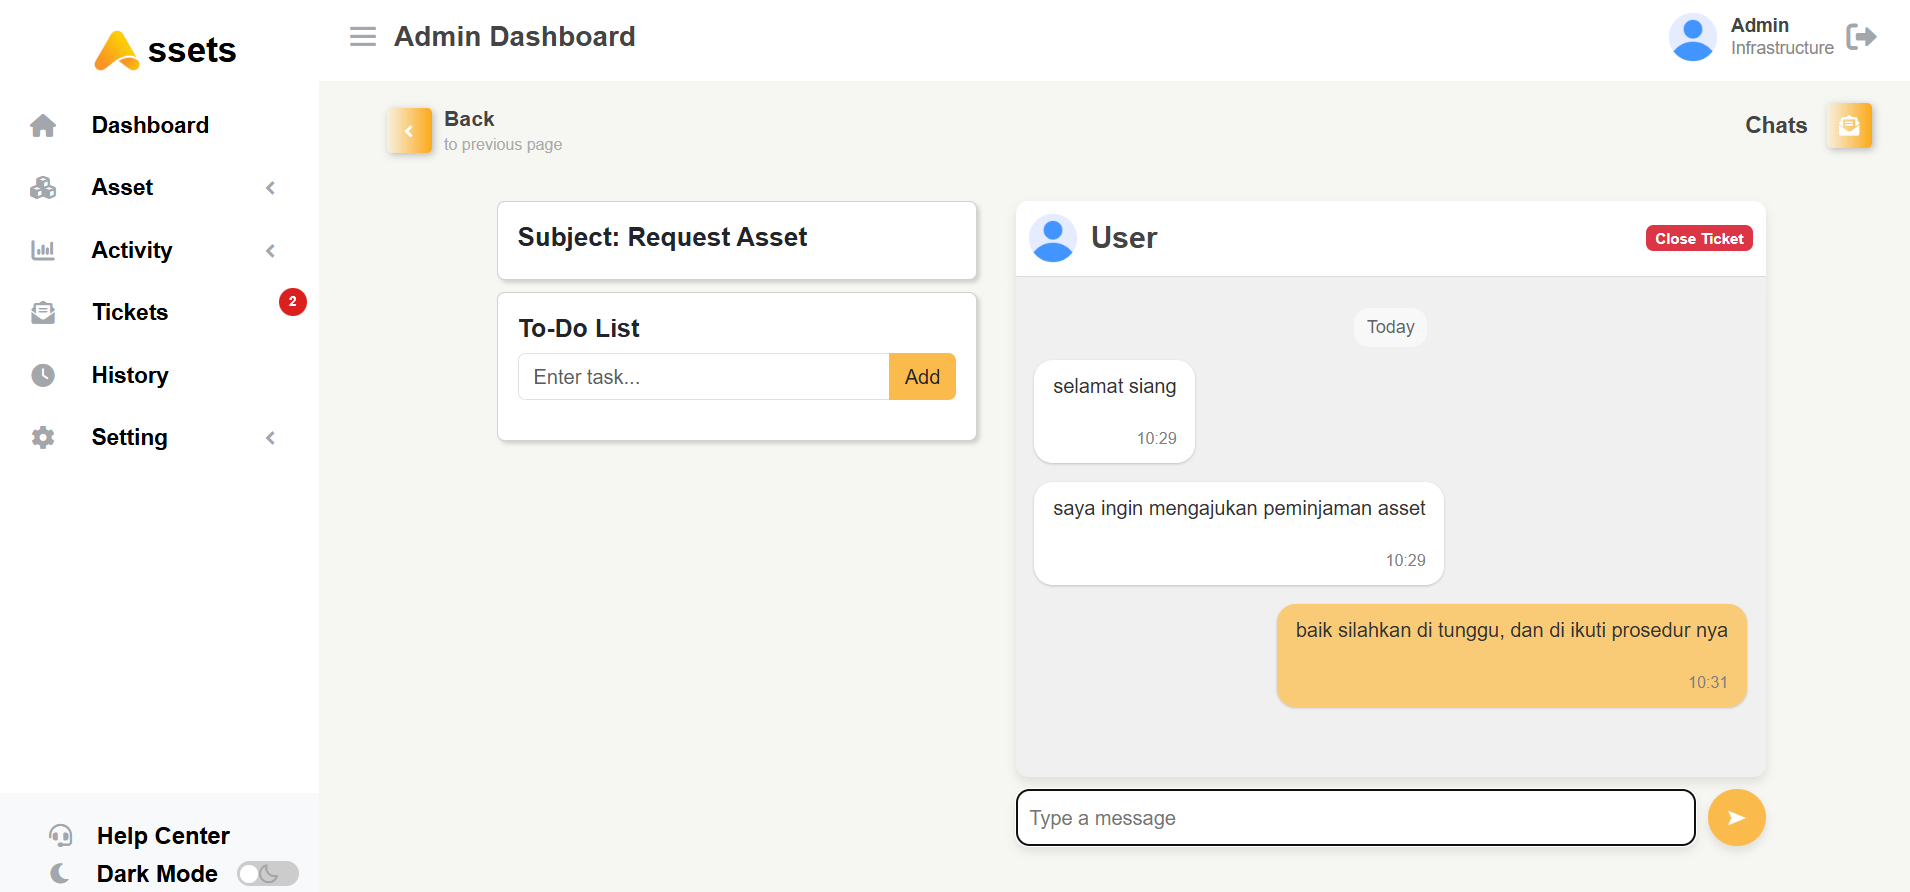 ssets
Dashboard
Asset
Activity
Tickets
2
History
Setting
Help Center
Dark Mode
Admin Dashboard
Admin
Infrastructure
Back
to previous page
Chats
Subject: Request Asset
To-Do List
Enter task...
Add
User
Close Ticket
Today
selamat siang
10:29
saya ingin mengajukan peminjaman asset
10:29
baik silahkan di tunggu, dan di ikuti prosedur nya
10:31
Type a message